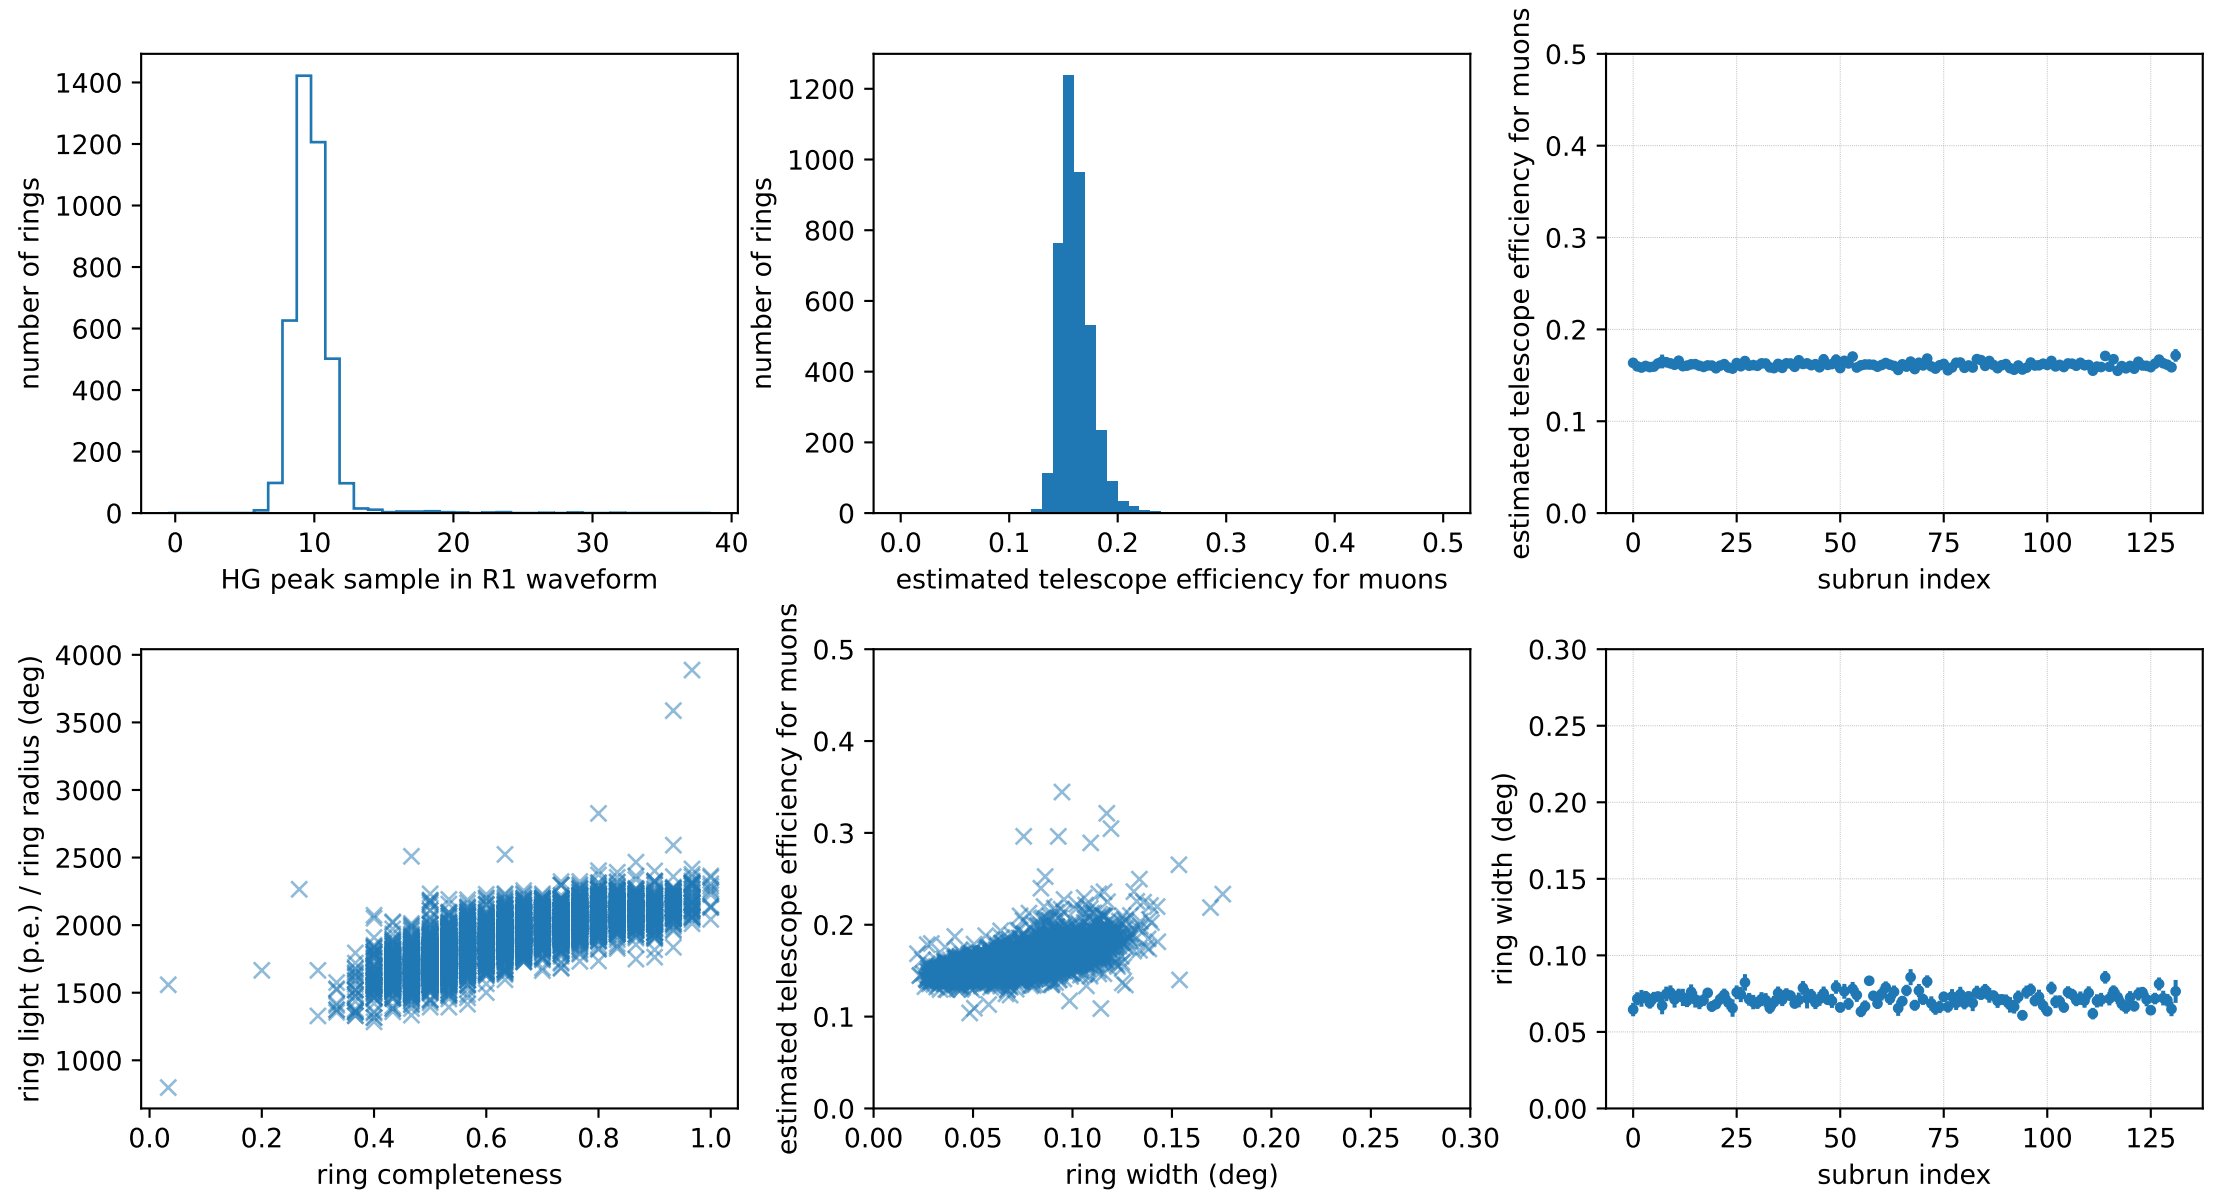 number of rings
1400
1200
1000
800
600
400
200
0
0 10 20 30 40
HG peak sample in R1 waveform
number of rings
1200
1000
800
600
400
200
0
0.0 0.1 0.2 0.3 0.4 0.5
estimated telescope efficiency for muons
estimated telescope efficiency for muons
0.5
0.4
0.3
0.2
0.1
0.0
0 25 50 75 100 125
subrun index
ring light (p.e.) / ring radius (deg)
4000
3500
3000
2500
2000
1500
1000
0.0 0.2 0.4 0.6 0.8 1.0
ring completeness
estimated telescope efficiency for muons
0.5
0.4
0.3
0.2
0.1
0.0
0.00 0.05 0.10 0.15 0.20 0.25 0.30
ring width (deg)
ring width (deg)
0.30
0.25
0.20
0.15
0.10
0.05
0.00
0 25 50 75 100 125
subrun index